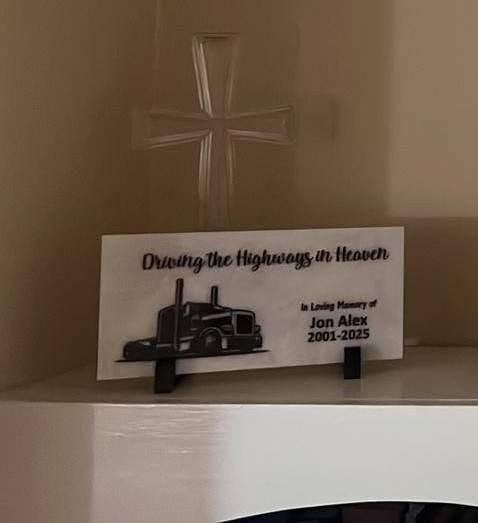 Driving the Highways in Heaven
In Loving Memory of
Jon Alex
2001-2025